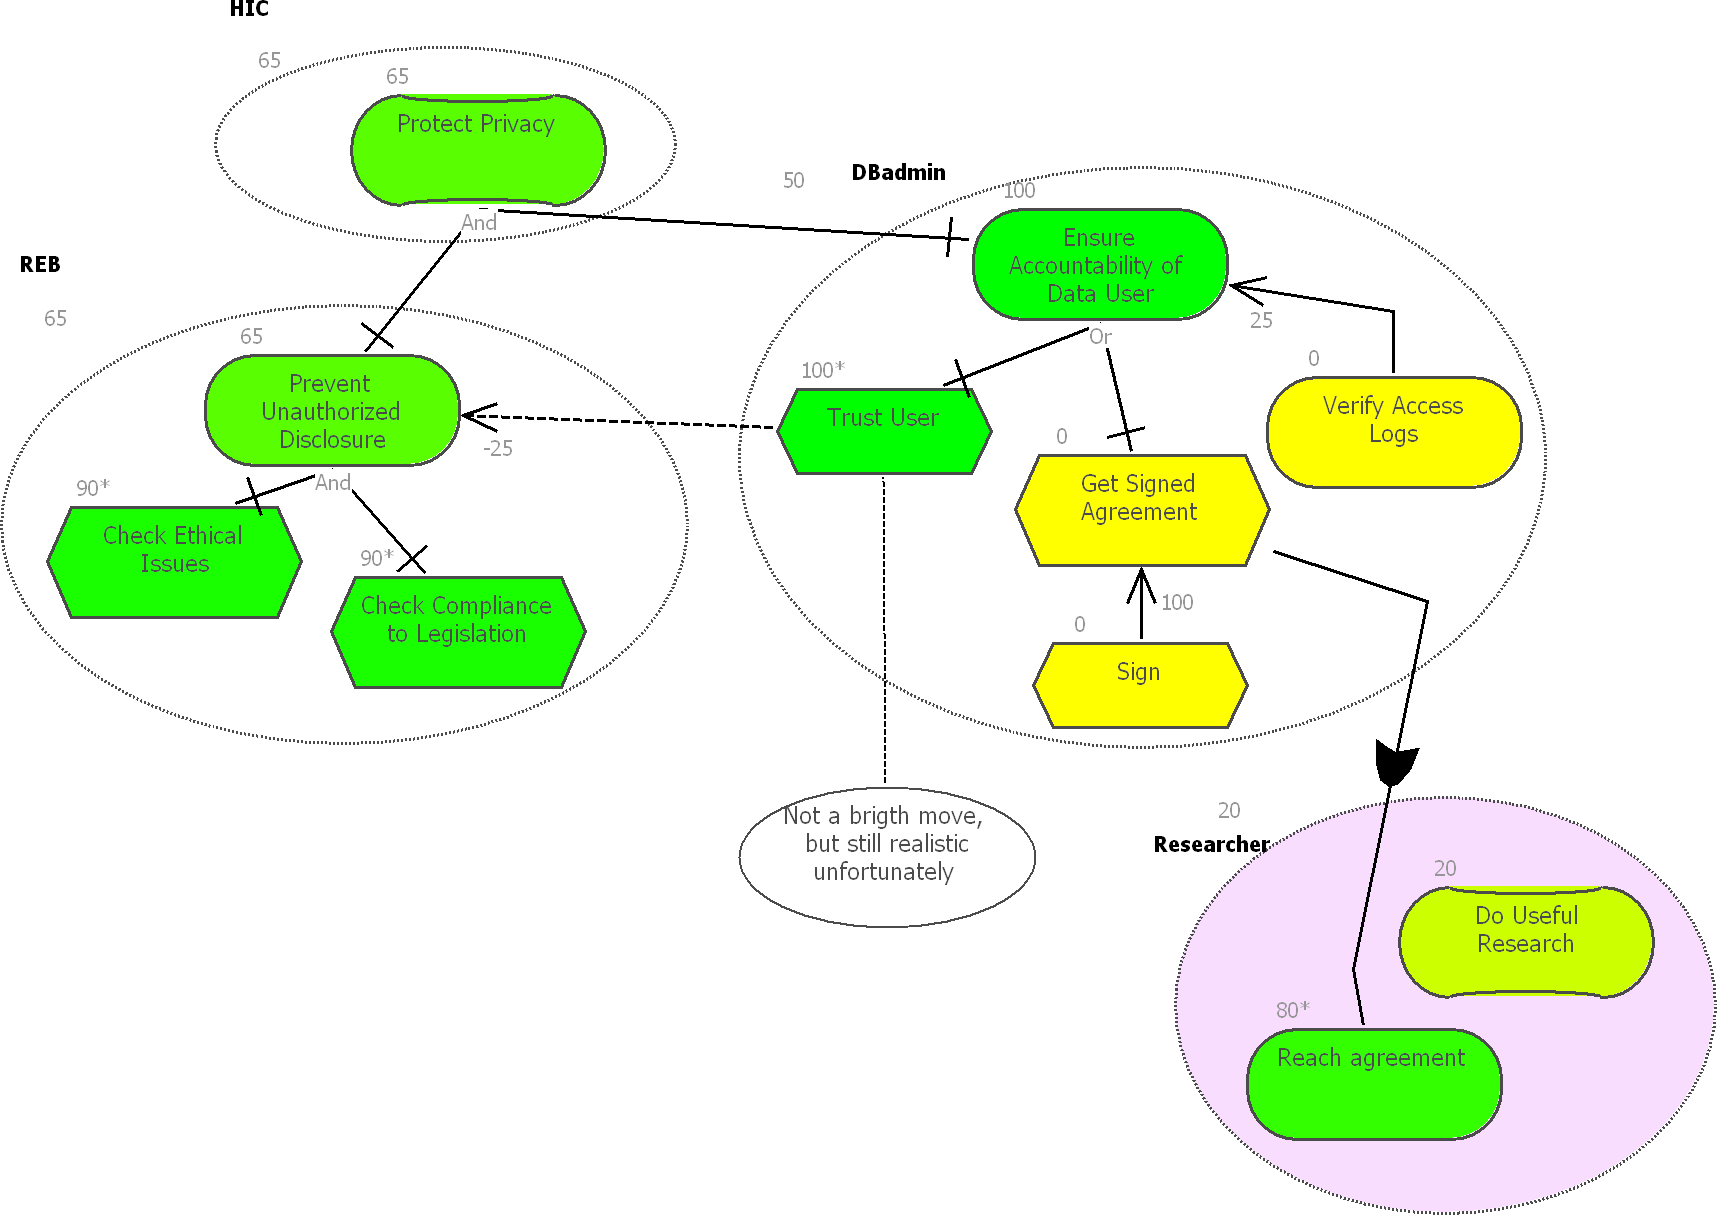 HIC
65
65
Protect Privacy
And
50
DBadmin
100
Ensure
Accountability of
Data User
25
Or
0
Verify Access
Logs
REB
65
65
Prevent
Unauthorized
Disclosure
-25
And
100*
Trust User
0
Get Signed
Agreement
90*
Check Ethical
Issues
90*
Check Compliance
to Legislation
100
0
Sign
Not a brigth move,
but still realistic
unfortunately
20
Researcher
20
Do Useful
Research
80*
Reach agreement